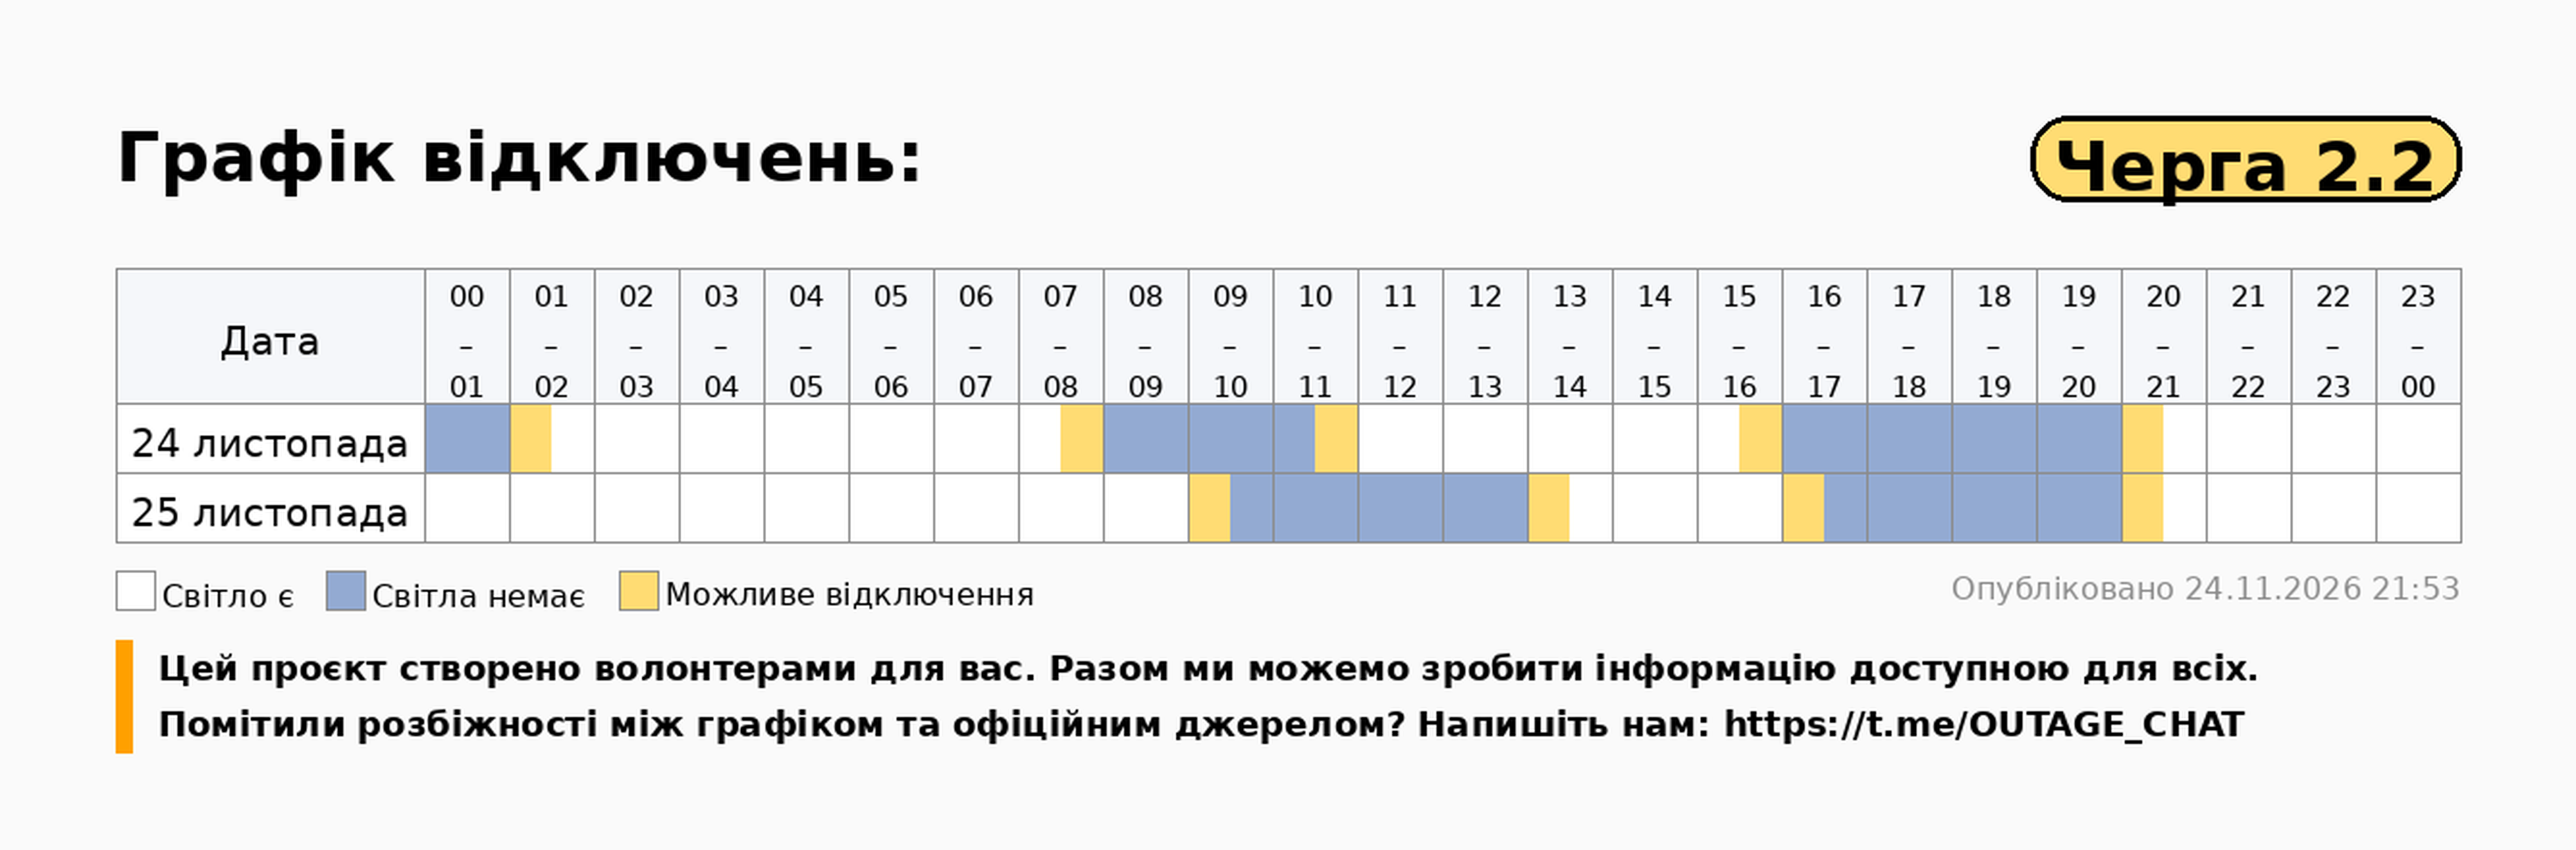 Графік відключень:
Черга 2.2
Дата 00 – 01 01 – 02 02 – 03 03 – 04 04 – 05 05 – 06 06 – 07 07 – 08 08 – 09 09 – 10 10 – 11 11 – 12 12 – 13 13 – 14 14 – 15 15 – 16 16 – 17 17 – 18 18 – 19 19 – 20 20 – 21 21 – 22 22 – 23 23 – 00
24 листопада
25 листопада
Світло є Світла немає Можливе відключення
Опубліковано 24.11.2026 21:53
Цей проєкт створено волонтерами для вас. Разом ми можемо зробити інформацію доступною для всіх.
Помітили розбіжності між графіком та офіційним джерелом? Напишіть нам: https://t.me/OUTAGE_CHAT